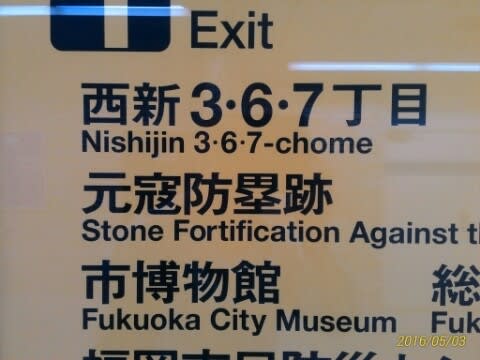 Exit
西新3·6·7丁目
Nishijin 3·6·7-chome
元寇防塁跡
Stone Fortification Against
市博物館 総
Fukuoka City Museum Fuk
2016/05/03